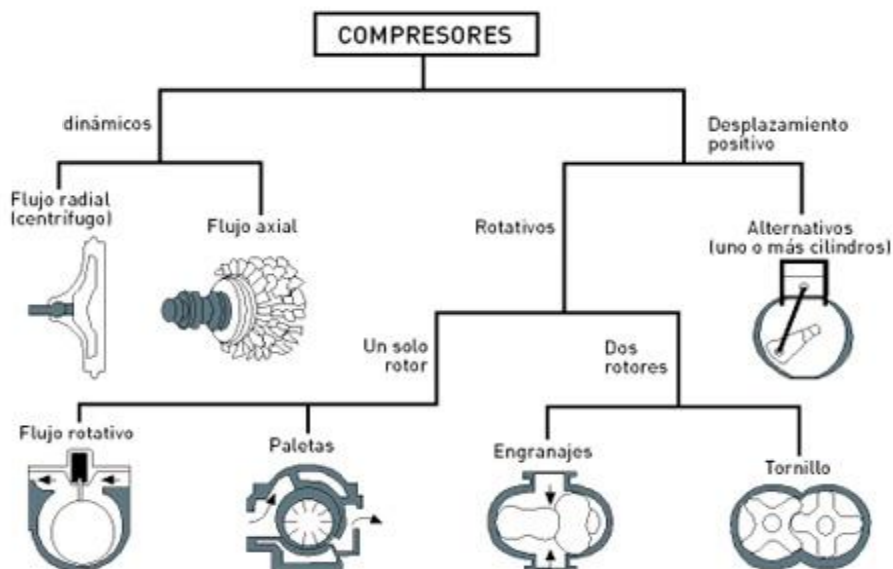 COMPRESORES
dinámicos
Desplazamiento
positivo
Flujo radial
(centrífugo)
Flujo axial
Rotativos
Alternativos
(uno o más cilindros)
Un solo
rotor
Dos
rotores
Flujo rotativo
Paletas
Engranajes
Tornillo